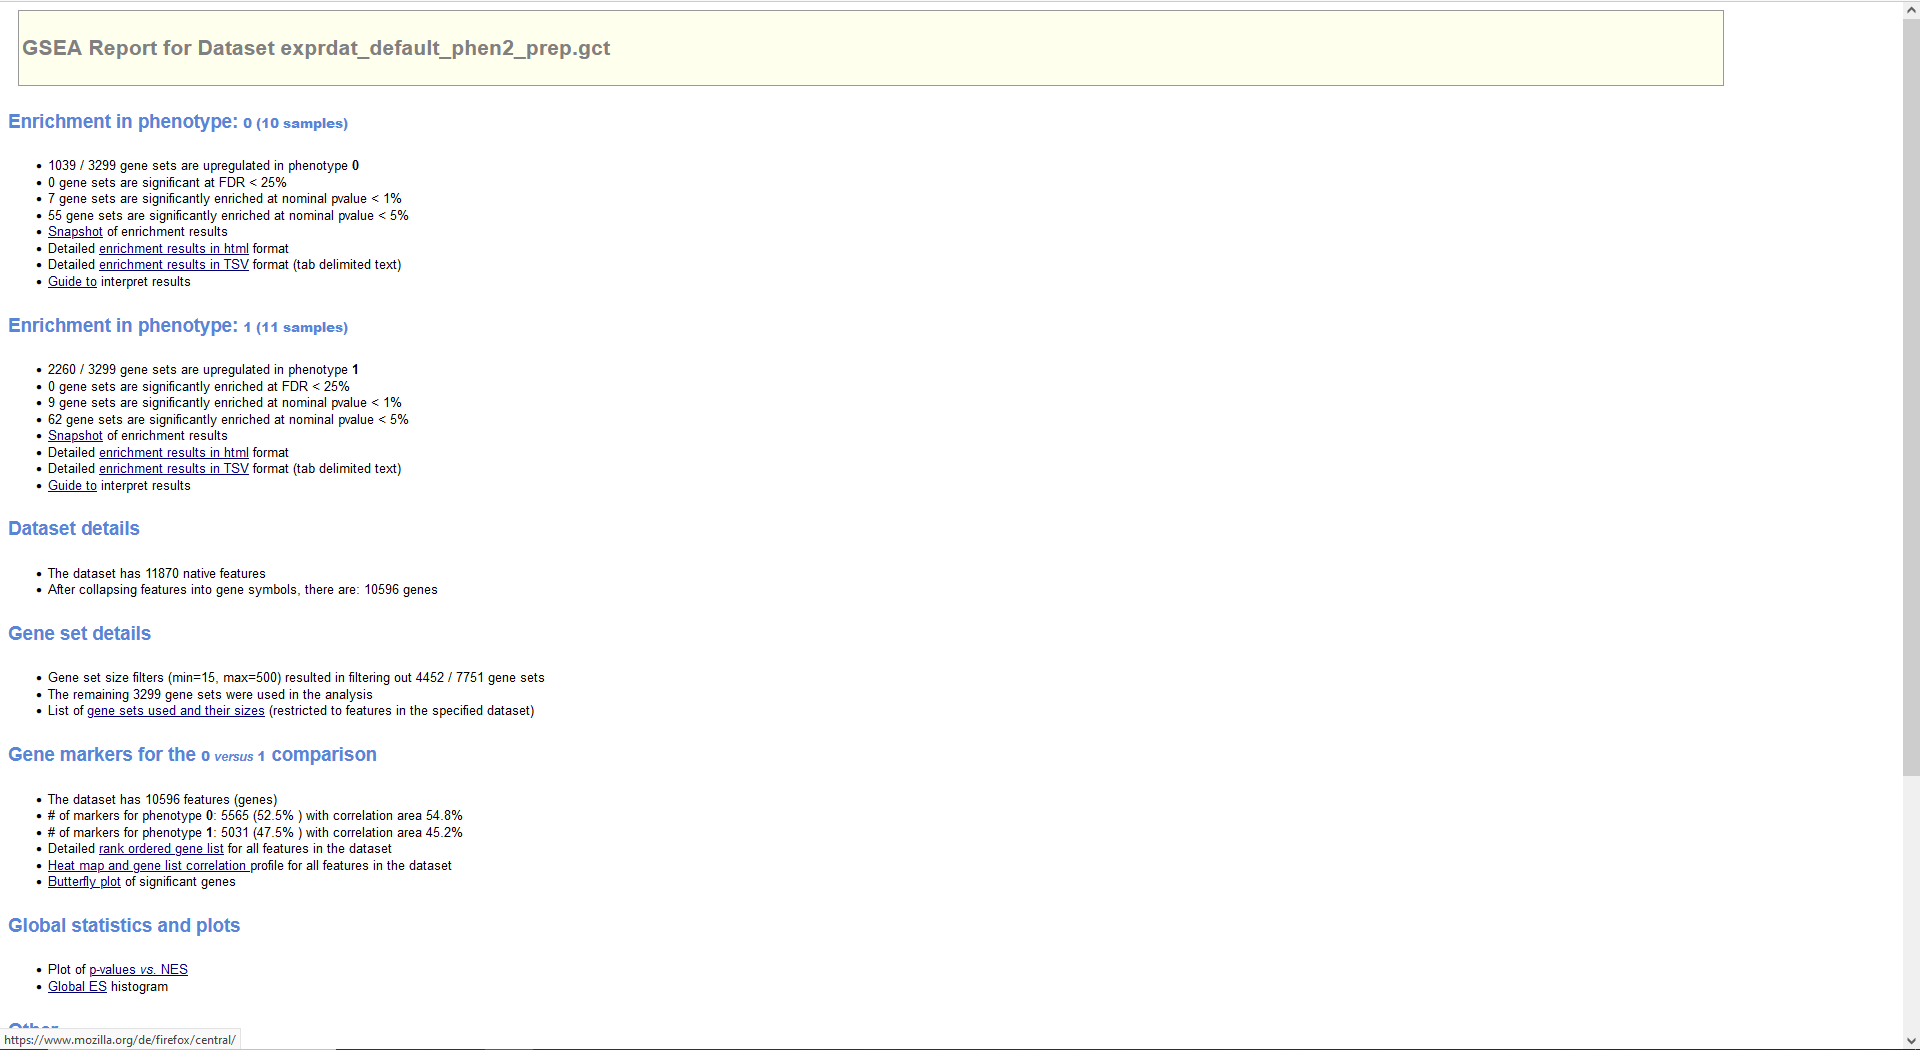 GSEA Report for Dataset exprdat_default_phen2_prep.gct
Enrichment in phenotype: 0 (10 samples)
• 1039 / 3299 gene sets are upregulated in phenotype 0
• 0 gene sets are significant at FDR < 25%
• 7 gene sets are significantly enriched at nominal pvalue < 1%
• 55 gene sets are significantly enriched at nominal pvalue < 5%
• Snapshot of enrichment results
• Detailed enrichment results in html format
• Detailed enrichment results in TSV format (tab delimited text)
• Guide to interpret results
Enrichment in phenotype: 1 (11 samples)
• 2260 / 3299 gene sets are upregulated in phenotype 1
• 0 gene sets are significantly enriched at FDR < 25%
• 9 gene sets are significantly enriched at nominal pvalue < 1%
• 62 gene sets are significantly enriched at nominal pvalue < 5%
• Snapshot of enrichment results
• Detailed enrichment results in html format
• Detailed enrichment results in TSV format (tab delimited text)
• Guide to interpret results
Dataset details
• The dataset has 11870 native features
• After collapsing features into gene symbols, there are: 10596 genes
Gene set details
• Gene set size filters (min=15, max=500) resulted in filtering out 4452 / 7751 gene sets
• The remaining 3299 gene sets were used in the analysis
• List of gene sets used and their sizes (restricted to features in the specified dataset)
Gene markers for the 0 versus 1 comparison
• The dataset has 10596 features (genes)
• # of markers for phenotype 0: 5565 (52.5% ) with correlation area 54.8%
• # of markers for phenotype 1: 5031 (47.5% ) with correlation area 45.2%
• Detailed rank ordered gene list for all features in the dataset
• Heat map and gene list correlation profile for all features in the dataset
• Butterfly plot of significant genes
Global statistics and plots
• Plot of p-values vs. NES
• Global ES histogram
Other
https://www.mozilla.org/de/firefox/central/